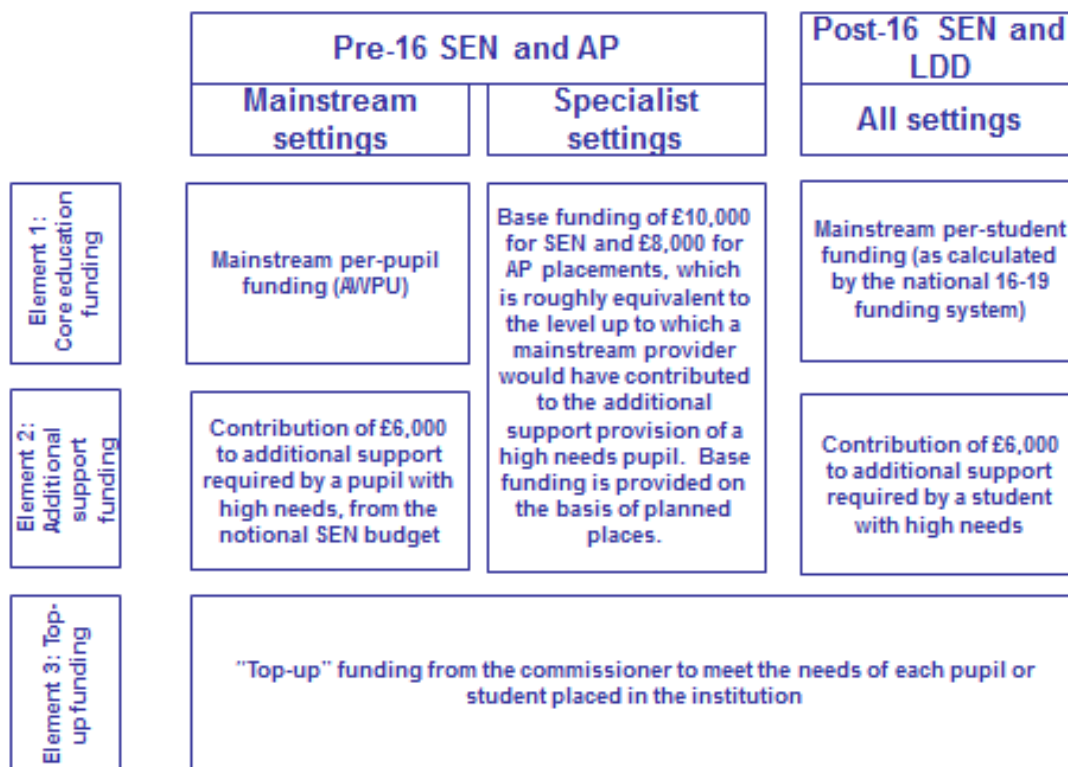 Pre-16 SEN and AP
Post-16 SEN and
LDD
Mainstream
settings
Specialist
settings
All settings
Element 1:
Core education
funding
Mainstream per-pupil
funding (AWPU)
Base funding of £10,000
for SEN and £8,000 for
AP placements, which
is roughly equivalent to
the level up to which a
mainstream provider
would have contributed
to the additional
support provision of a
high needs pupil. Base
funding is provided on
the basis of planned
places.
Mainstream per-student
funding (as calculated
by the national 16-19
funding system)
Element 2:
Additional
support
funding
Contribution of £6,000
to additional support
required by a pupil with
high needs, from the
notional SEN budget
Contribution of £6,000
to additional support
required by a student
with high needs
Element 3: Top-
up funding
"Top-up" funding from the commissioner to meet the needs of each pupil or
student placed in the institution